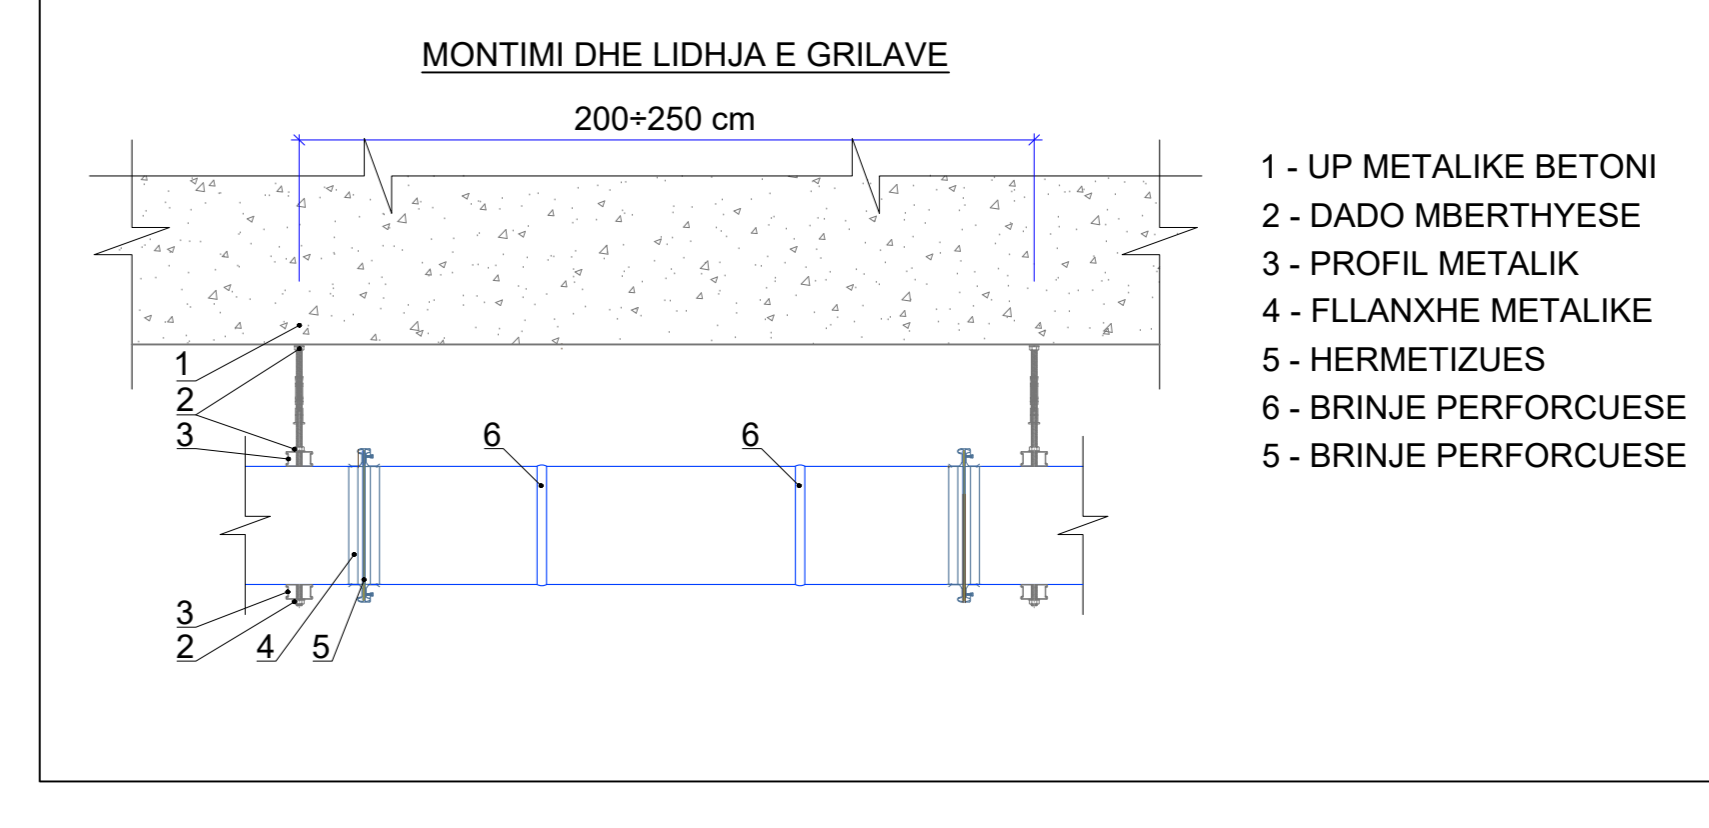 MONTIMI DHE LIDHJA E GRILAVE
200÷250 cm
1 - UP METALIKE BETONI
2 - DADO MBERTHYESE
3 - PROFIL METALIK
4 - FLLANXHE METALIKE
5 - HERMETIZUES
6 - BRINJE PERFORCUESE
5 - BRINJE PERFORCUESE
1
2
3
6
6
3
2
4
5